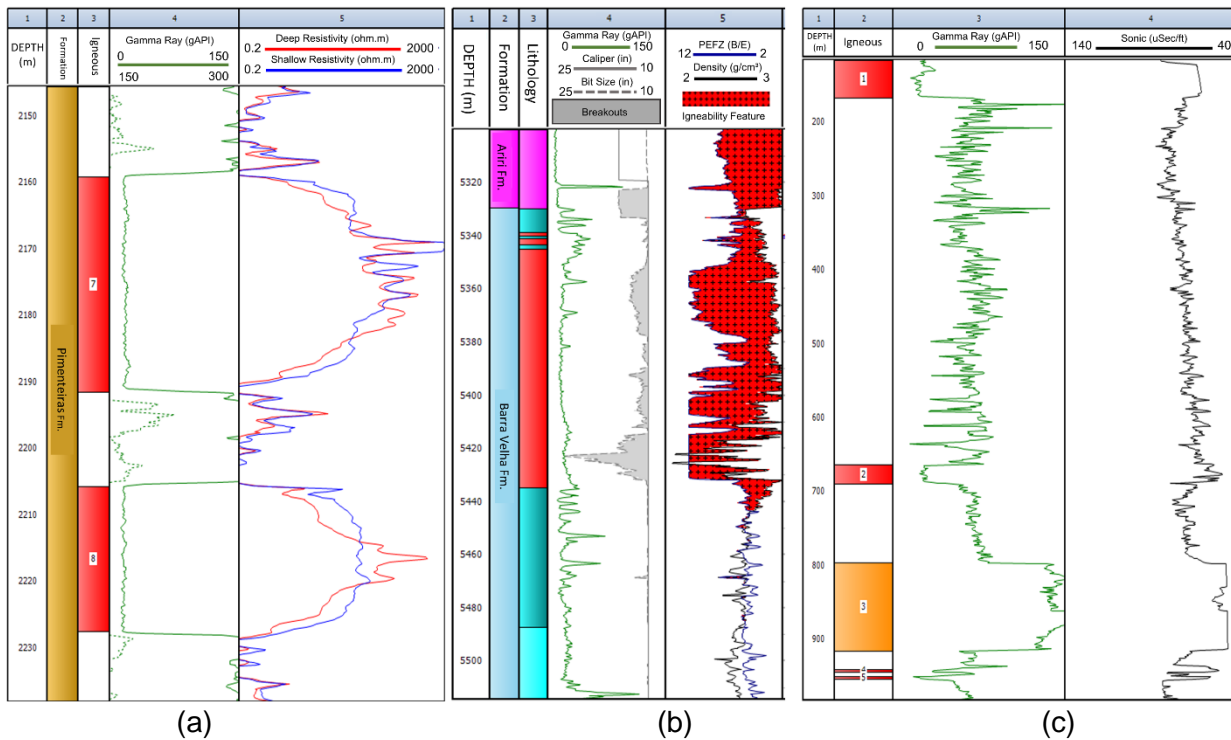 1 2 3 4 5
DEPTH (m)
Formation
Igneous
Gamma Ray (gAPI)
0 150
150 300
Deep Resistivity (ohm.m)
0.2 2000
Shallow Resistivity (ohm.m)
0.2 2000
2150
2160
2170
2180
2190
2200
2210
2220
2230
Pimenteiras Fm.
7
8
(a)
1 2 3 4 5
DEPTH (m)
Formation
Lithology
Gamma Ray (gAPI)
0 150
Caliper (in)
25 10
Bit Size (in)
25 10
Breakouts
PEFZ (B/E)
12 2
Density (g/cm³)
2 3
Igneability Feature
5320
5340
5360
5380
5400
5420
5440
5460
5480
5500
Ariri Fm.
Barra Velha Fm.
(b)
1 2 3 4
DEPTH (m)
Igneous
Gamma Ray (gAPI)
0 150
Sonic (uSec/ft)
140 40
200
300
400
500
600
700
800
900
1
2
3
4
5
(c)